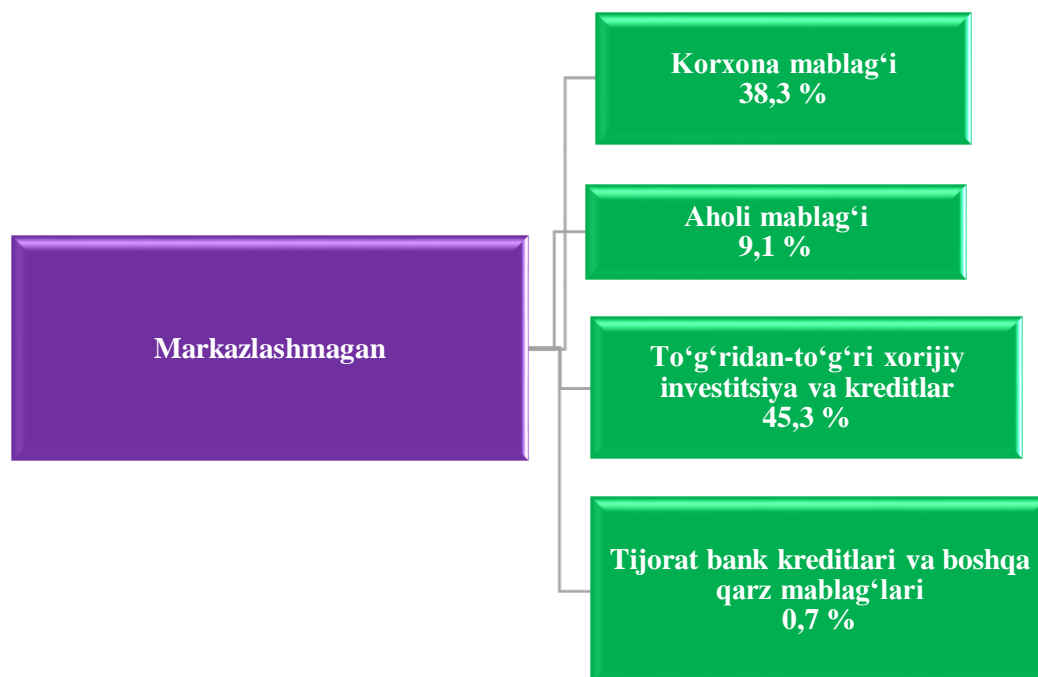 Korxona mablag‘i
38,3 %
Aholi mablag‘i
9,1 %
Markazlashmagan
To‘g‘ridan-to‘g‘ri xorijiy
investitsiya va kreditlar
45,3 %
Tijorat bank kreditlari va boshqa
qarz mablag‘lari
0,7 %